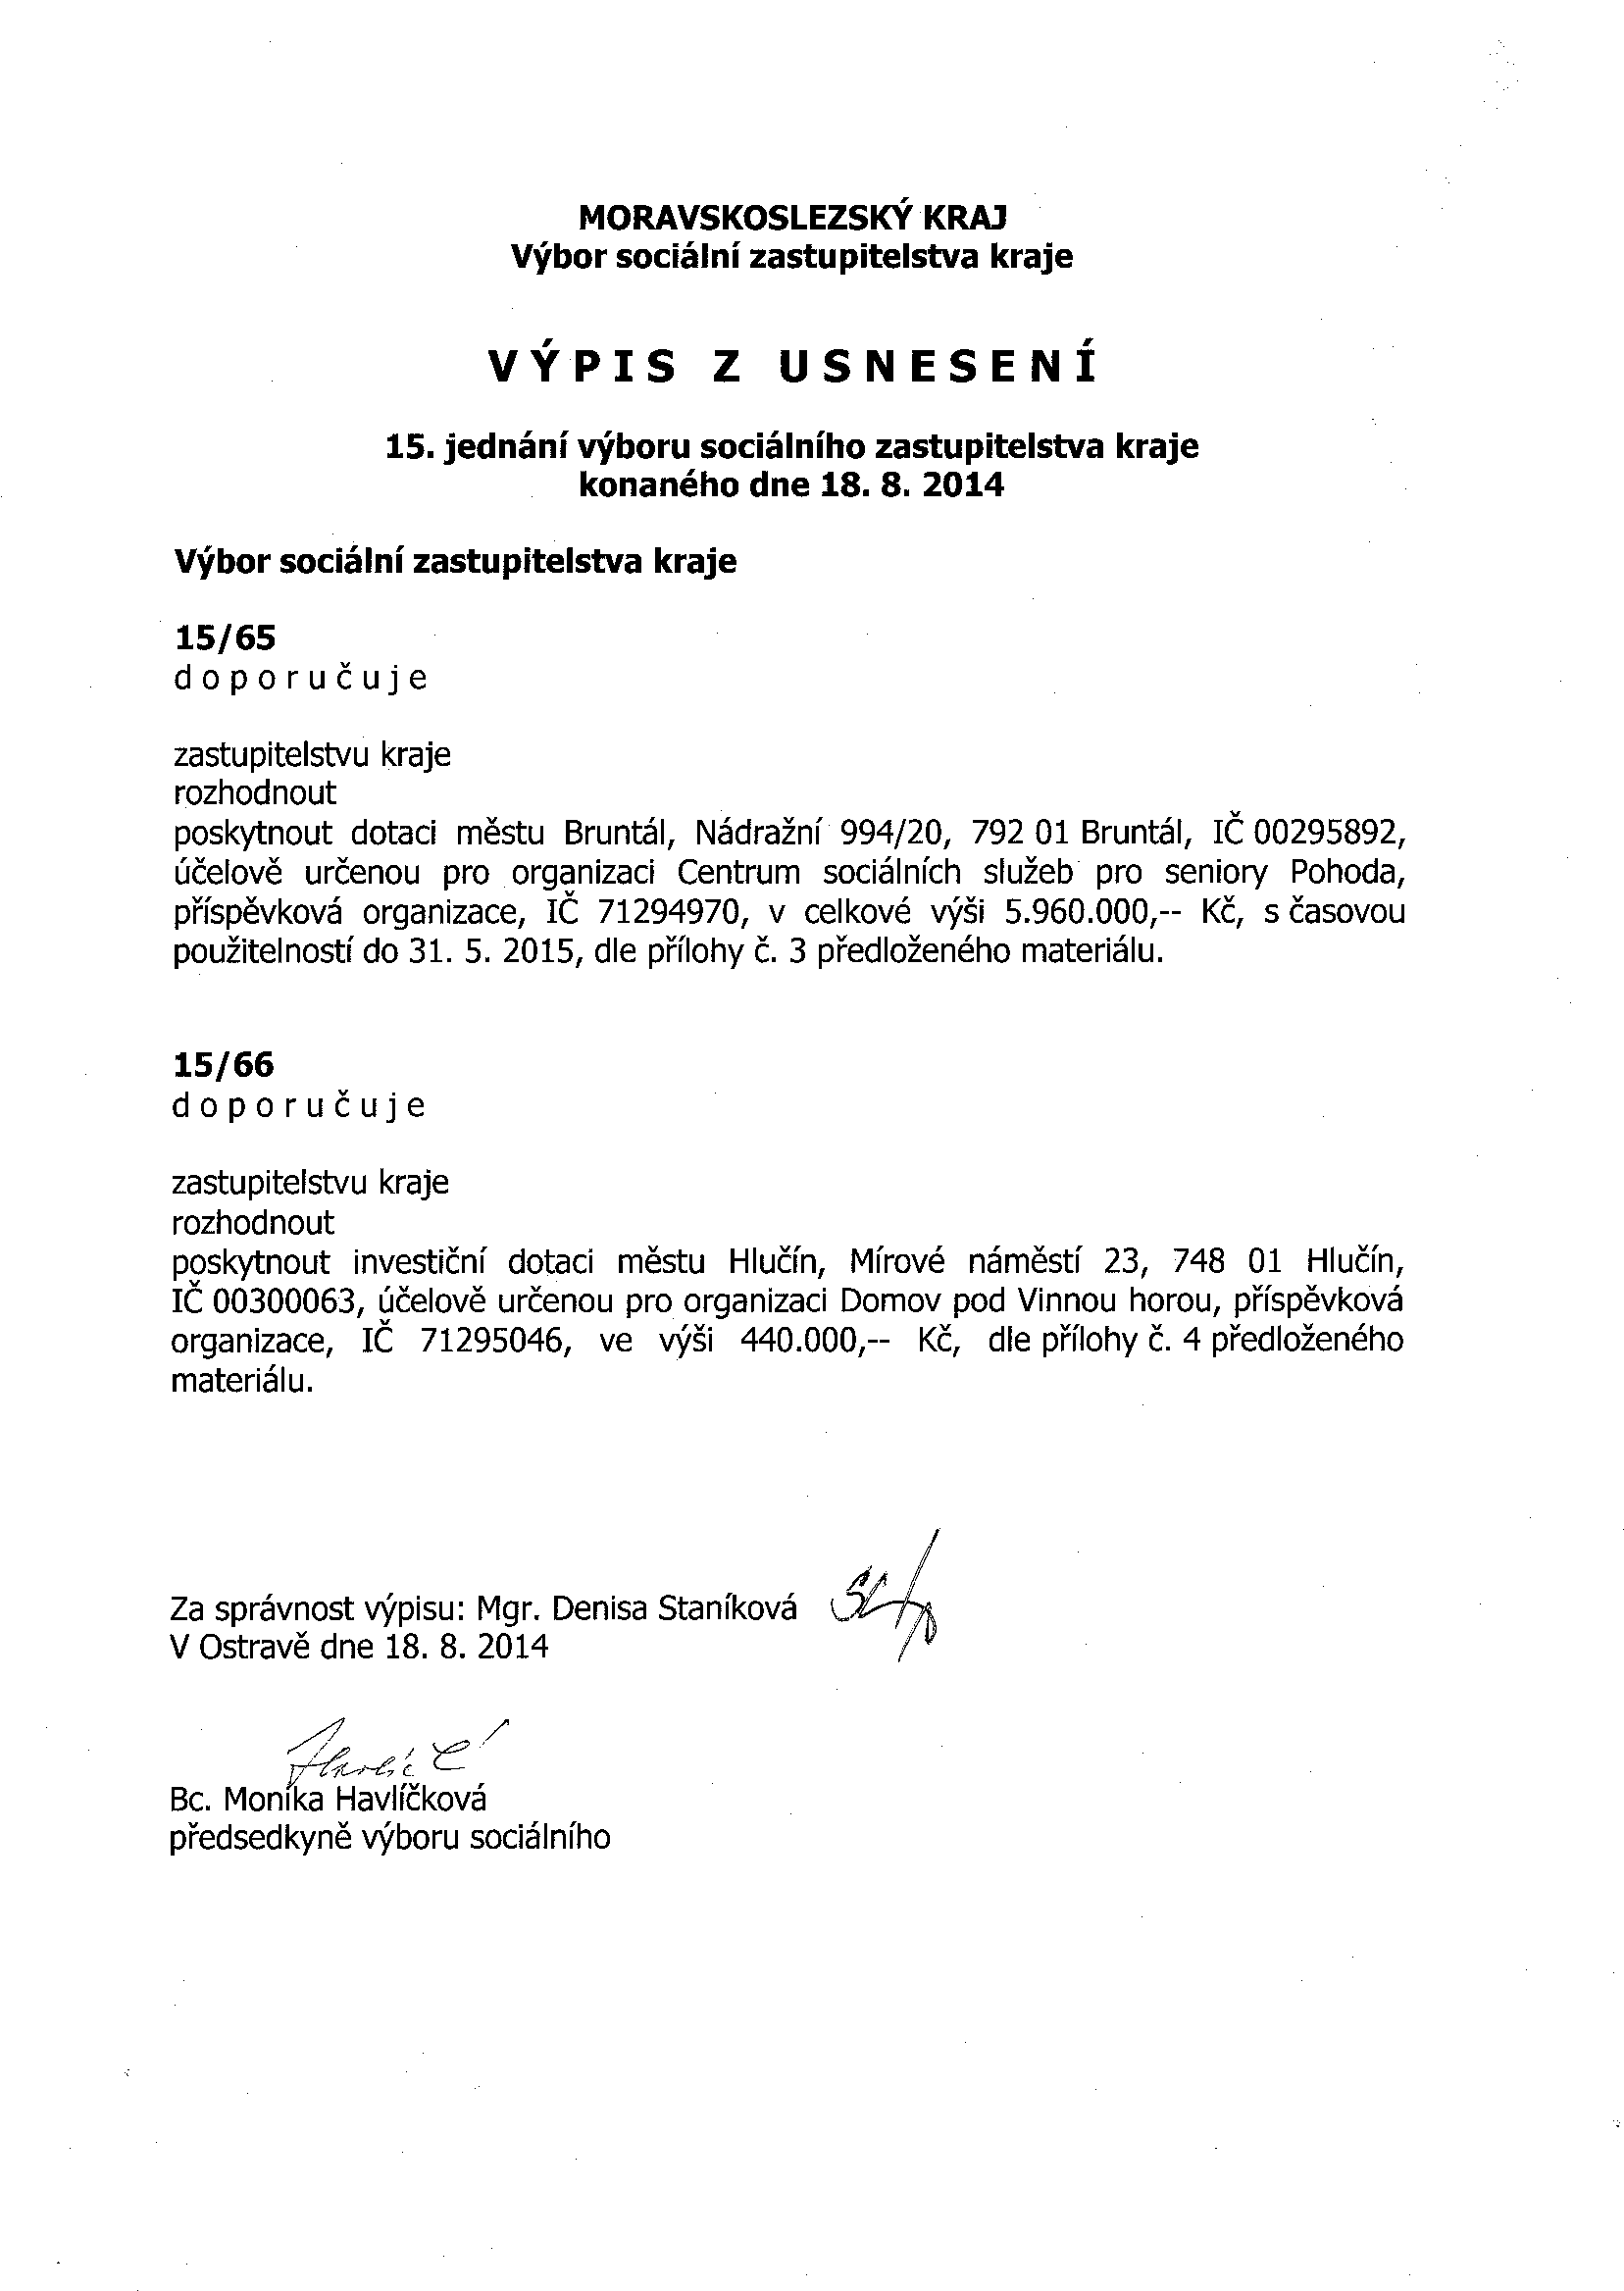 MORAVSKOSLEZSKÝ KRAJ
Výbor sociální zastupitelstva kraje
VÝPIS Z USNESENÍ
15. jednání výboru sociálního zastupitelstva kraje
konaného dne 18. 8. 2014
Výbor sociální zastupitelstva kraje
15/65
doporučuje
zastupitelstvu kraje
rozhodnout
poskytnout dotaci městu Bruntál, Nádražní 994/20, 792 01 Bruntál, IČ 00295892,
účelově určenou pro organizaci Centrum sociálních služeb pro seniory Pohoda,
příspěvková organizace, IČ 71294970, v celkové výši 5.960.000,-- Kč, s časovou
použitelností do 31. 5. 2015, dle přílohy č. 3 předloženého materiálu.
15/66
doporučuje
zastupitelstvu kraje
rozhodnout
poskytnout investiční dotaci městu Hlučín, Mírové náměstí 23, 748 01 Hlučín,
IČ 00300063, účelově určenou pro organizaci Domov pod Vinnou horou, příspěvková
organizace, IČ 71295046, ve výši 440.000,-- Kč, dle přílohy č. 4 předloženého
materiálu.
Za správnost výpisu: Mgr. Denisa Staníková
V Ostravě dne 18. 8. 2014
Bc. Monika Havlíčková
předsedkyně výboru sociálního